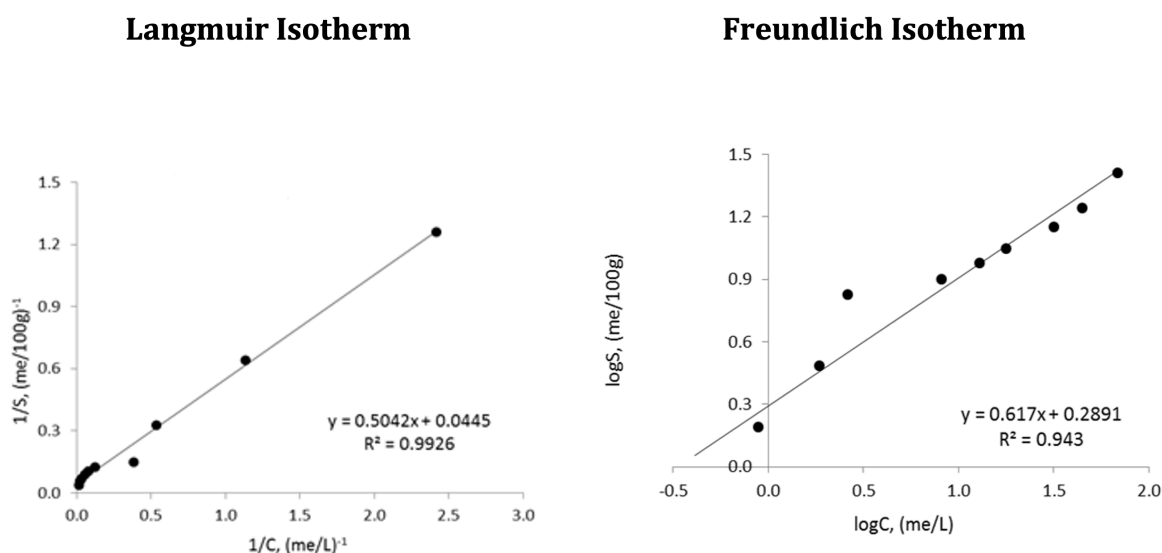 Langmuir Isotherm
1.5
1.2
0.9
0.6
0.3
0.0
1/S, (me/100g)⁻¹
y = 0.5042x + 0.0445
R² = 0.9926
0.0 0.5 1.0 1.5 2.0 2.5 3.0
1/C, (me/L)⁻¹
Freundlich Isotherm
1.5
1.2
0.9
0.6
0.3
0.0
logS, (me/100g)
y = 0.617x + 0.2891
R² = 0.943
-0.5 0.0 0.5 1.0 1.5 2.0
logC, (me/L)